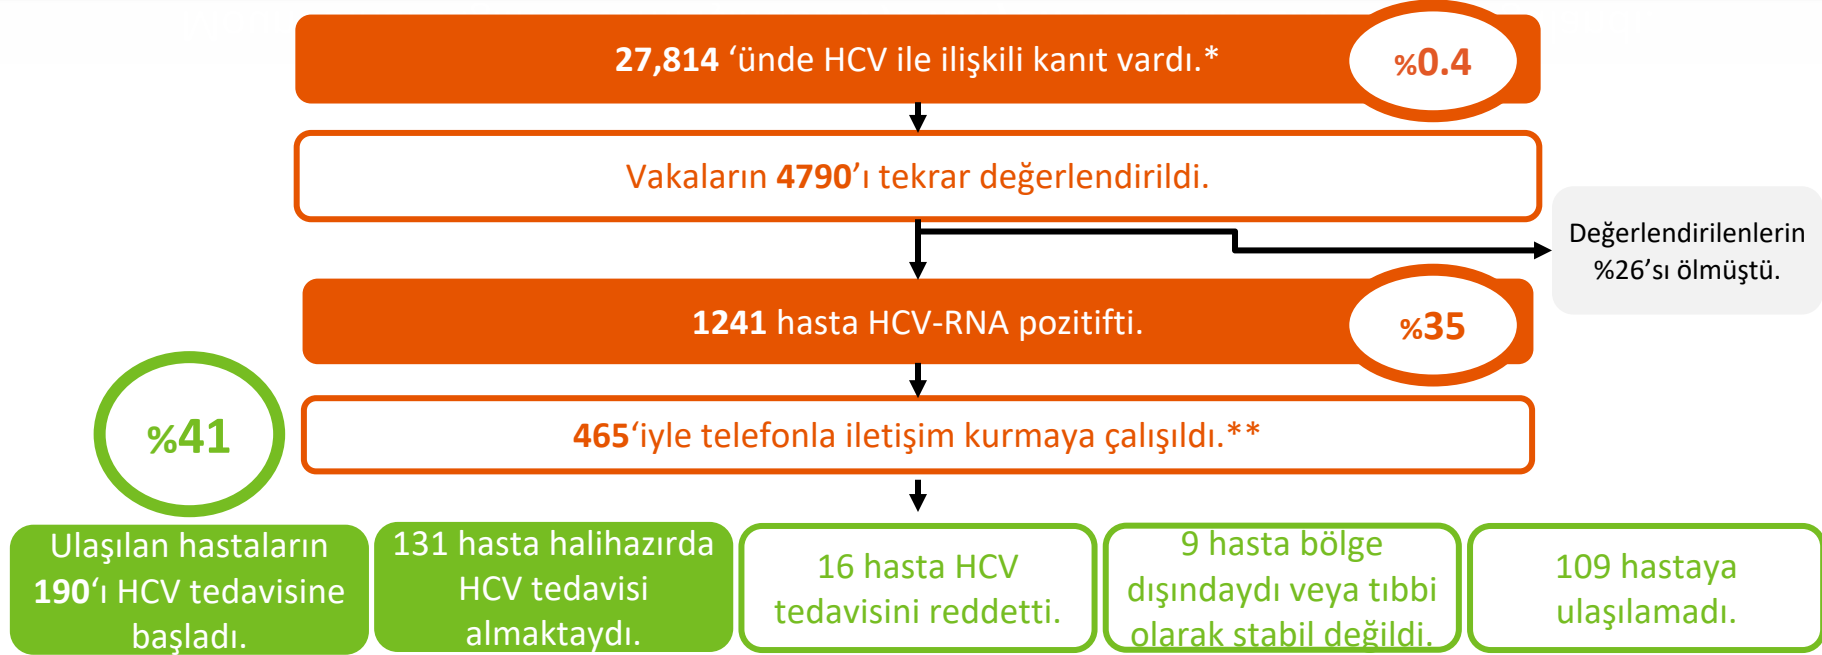 27,814 ‘ünde HCV ile ilişkili kanıt vardı.*
%0.4
Vakaların 4790’ı tekrar değerlendirildi.
Değerlendirilenlerin
%26’sı ölmüştü.
1241 hasta HCV-RNA pozitifti.
%35
%41
465‘iyle telefonla iletişim kurmaya çalışıldı.**
Ulaşılan hastaların
190‘ı HCV tedavisine
başladı.
131 hasta halihazırda
HCV tedavisi
almaktaydı.
16 hasta HCV
tedavisini reddetti.
9 hasta bölge
dışındaydı veya tıbbi
olarak stabil değildi.
109 hastaya
ulaşılamadı.